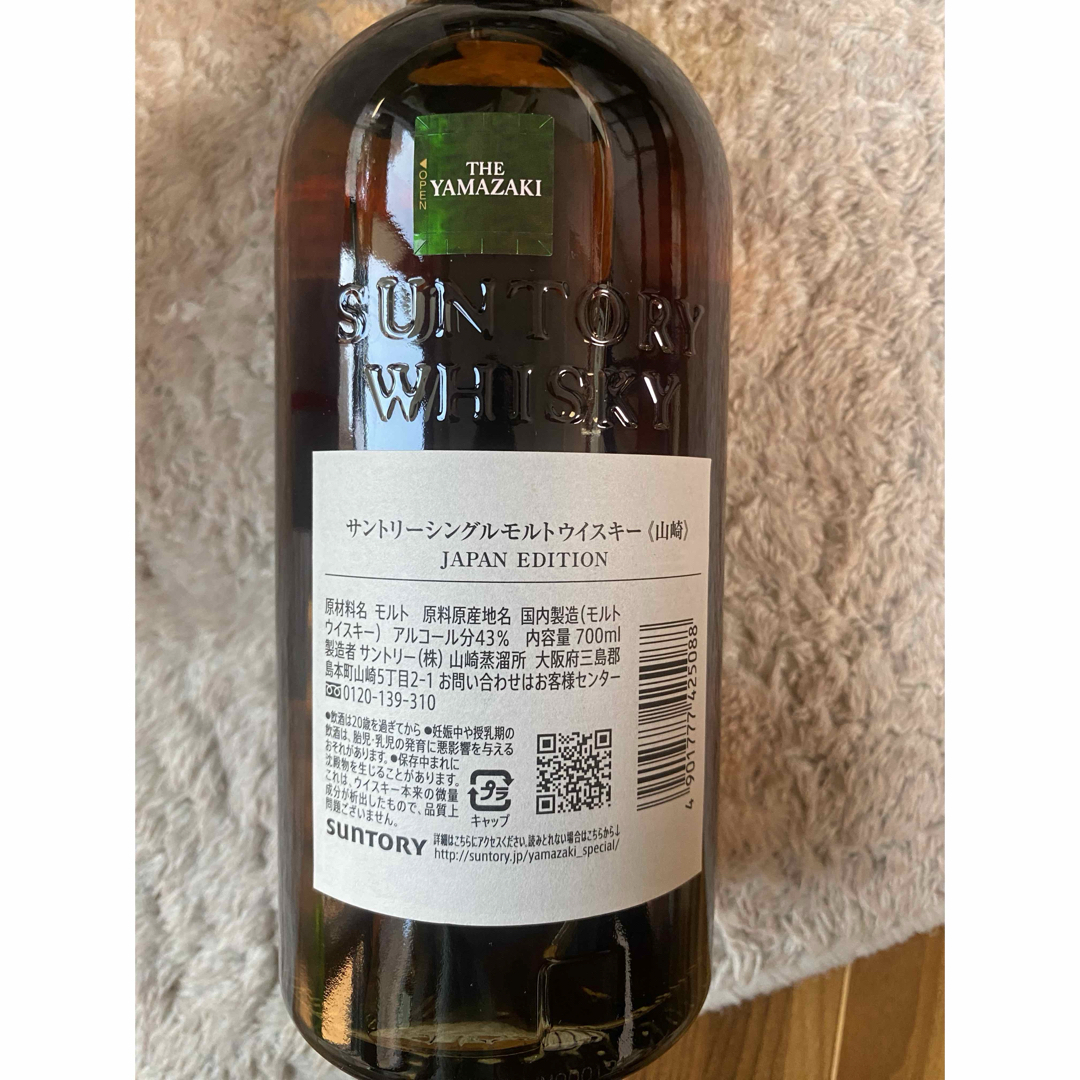 THE
YAMAZAKI
◀OPEN
SUNTORY
WHISKY
サントリーシングルモルトウイスキー《山崎》
JAPAN EDITION
原材料名 モルト 原料原産地名 国内製造(モルト
ウイスキー) アルコール分43% 内容量 700ml
製造者 サントリー(株) 山崎蒸溜所 大阪府三島郡
島本町山崎5丁目2-1 お問い合わせはお客様センター
0120-139-310
●飲酒は20歳を過ぎてから ●妊娠中や授乳期の
飲酒は、胎児・乳児の発育に悪影響を与える
おそれがあります。●保存中まれに
沈殿物を生じることがあります。
これは、ウイスキー本来の微量
成分が析出したもので、品質上
問題ございません。
プラ
キャップ
SUNTORY
詳細はこちらにアクセスください。読みとれない場合はこちらから↓
http://suntory.jp/yamazaki_special/
4 901777 425088